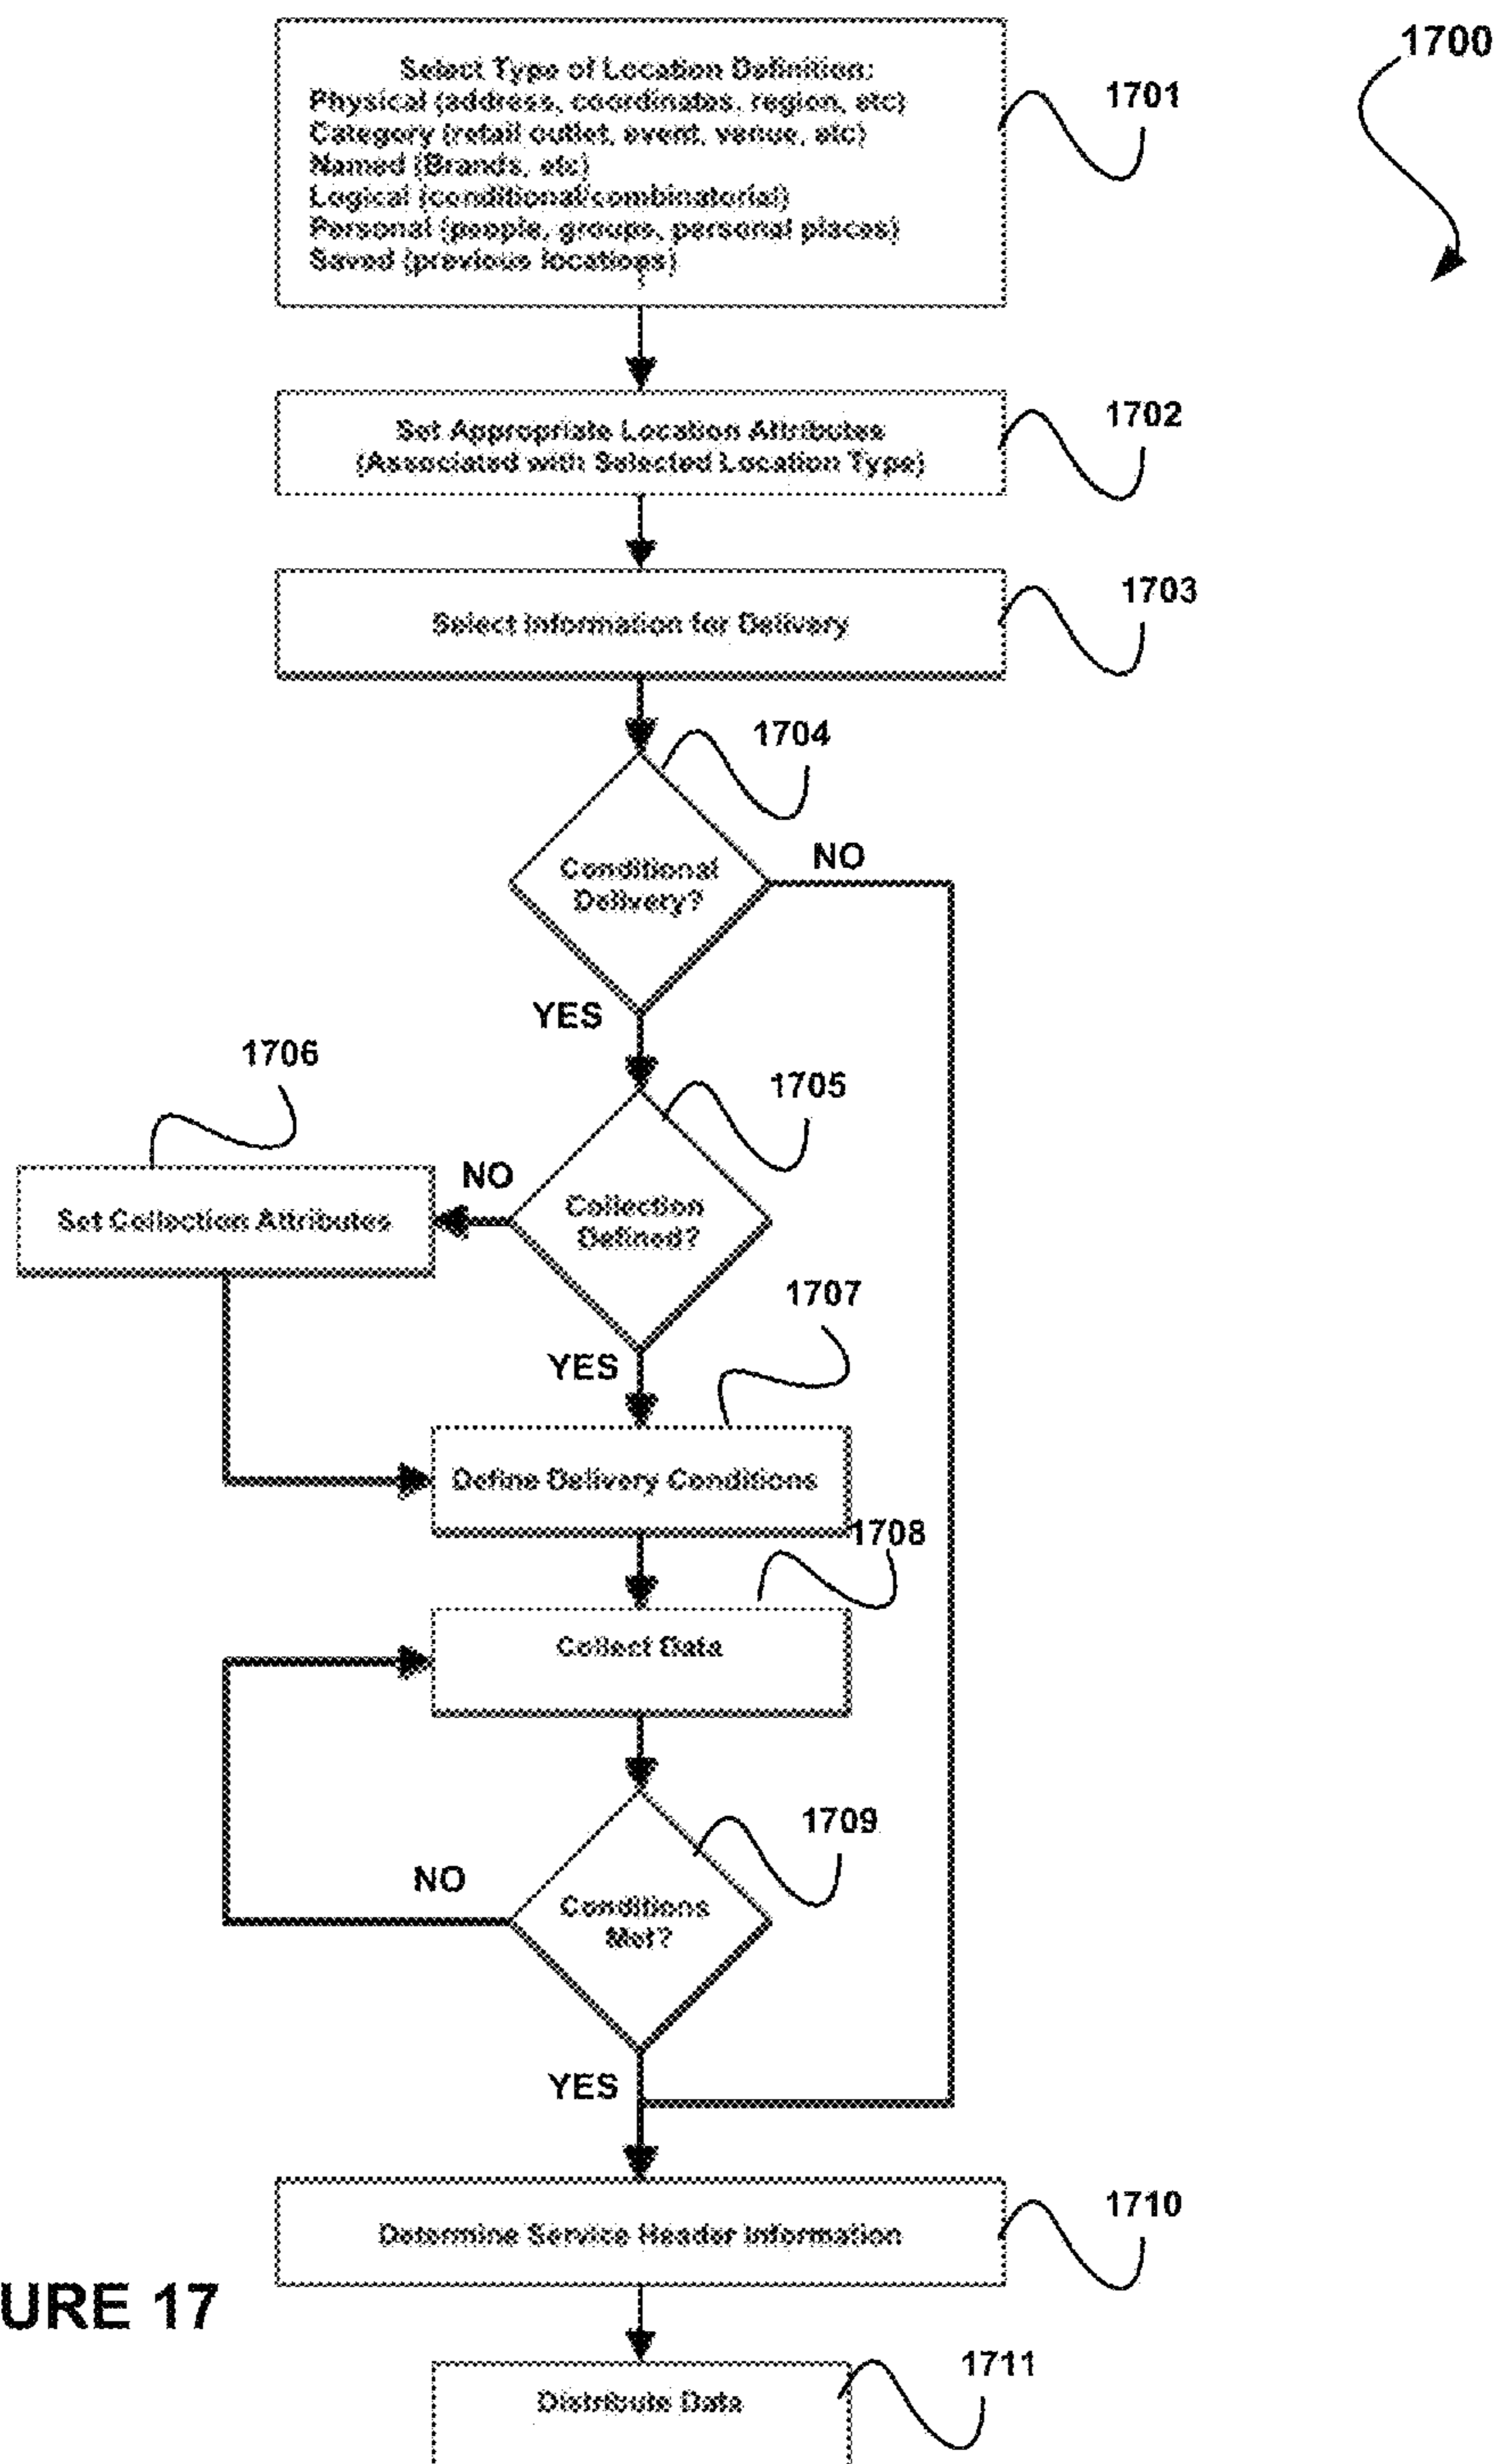 1700
Select Type of Location Definition:
Physical (address, coordinates, region, etc)
Category (retail outlet, event, venue, etc)
Named (Brands, etc)
Logical (conditional/combinatorial)
Personal (people, groups, personal places)
Saved (previous locations)
1701
Set Appropriate Location Attributes
(Associated with Selected Location Type)
1702
Select Information for Delivery
1703
1704
Conditional
Delivery?
NO
YES
1706
1705
Set Collection Attributes
NO
Collection
Defined?
1707
YES
Define Delivery Conditions
1708
Collect Data
1709
NO
Conditions
Met?
YES
Determine Service Header Information
1710
URE 17
1711
Distribute Data